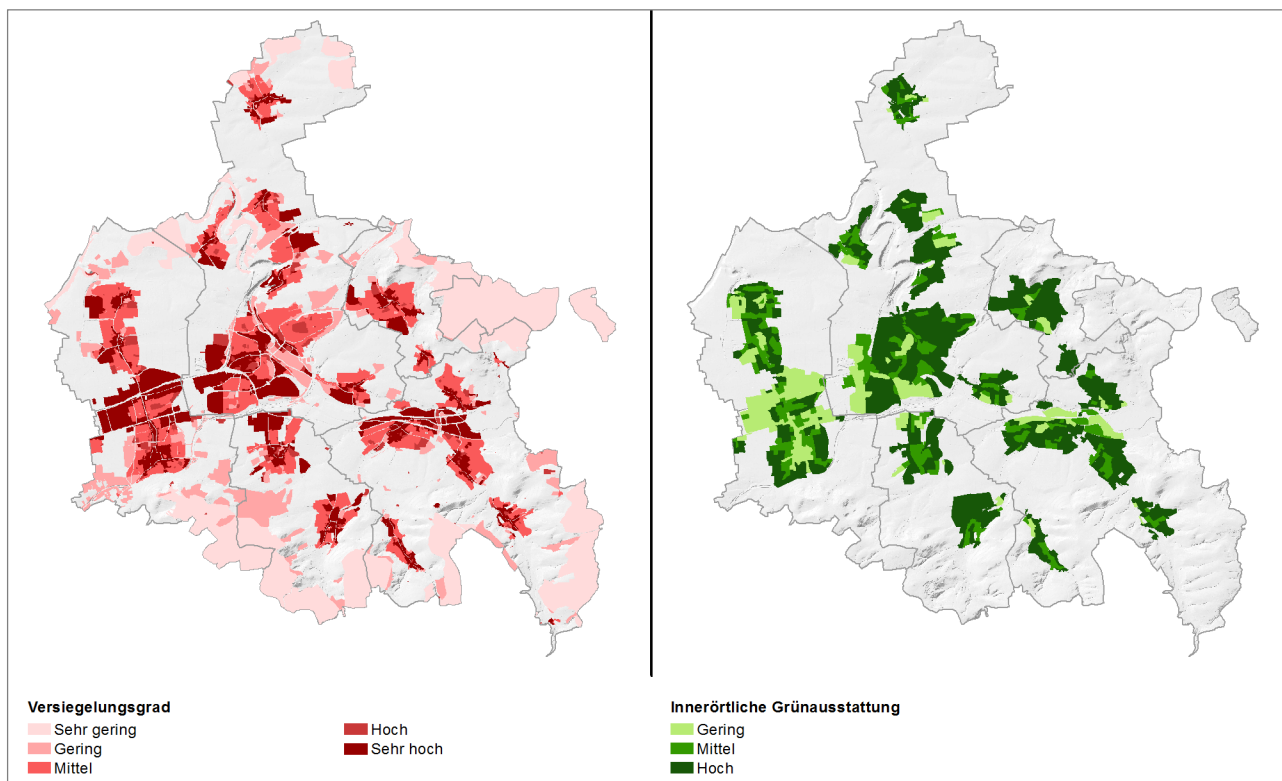 Versiegelungsgrad
Sehr gering
Gering
Mittel
Hoch
Sehr hoch
Innerörtliche Grünausstattung
Gering
Mittel
Hoch